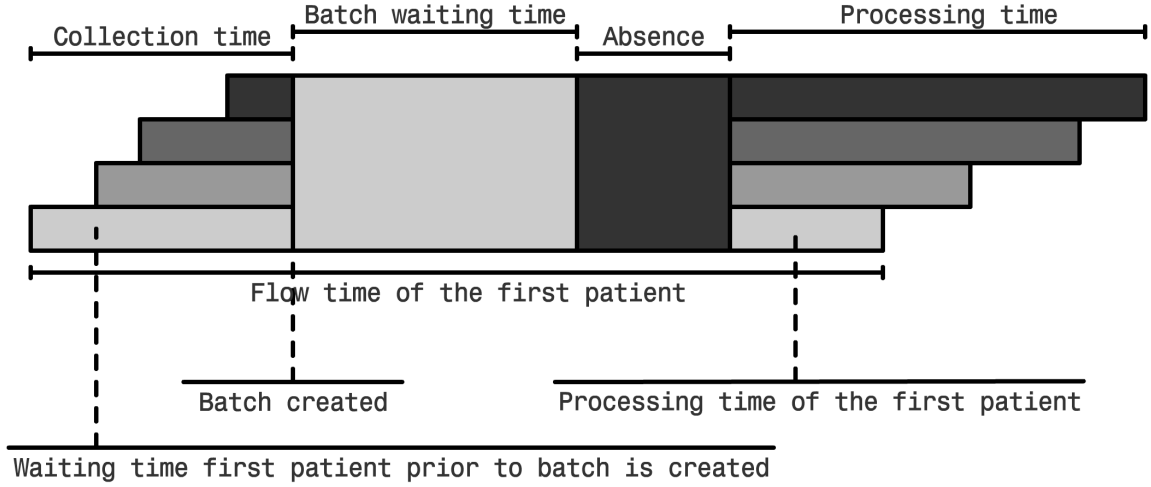 Batch waiting time
Processing time
Collection time
Absence
Flow time of the first patient
Batch created
Processing time of the first patient
Waiting time first patient prior to batch is created